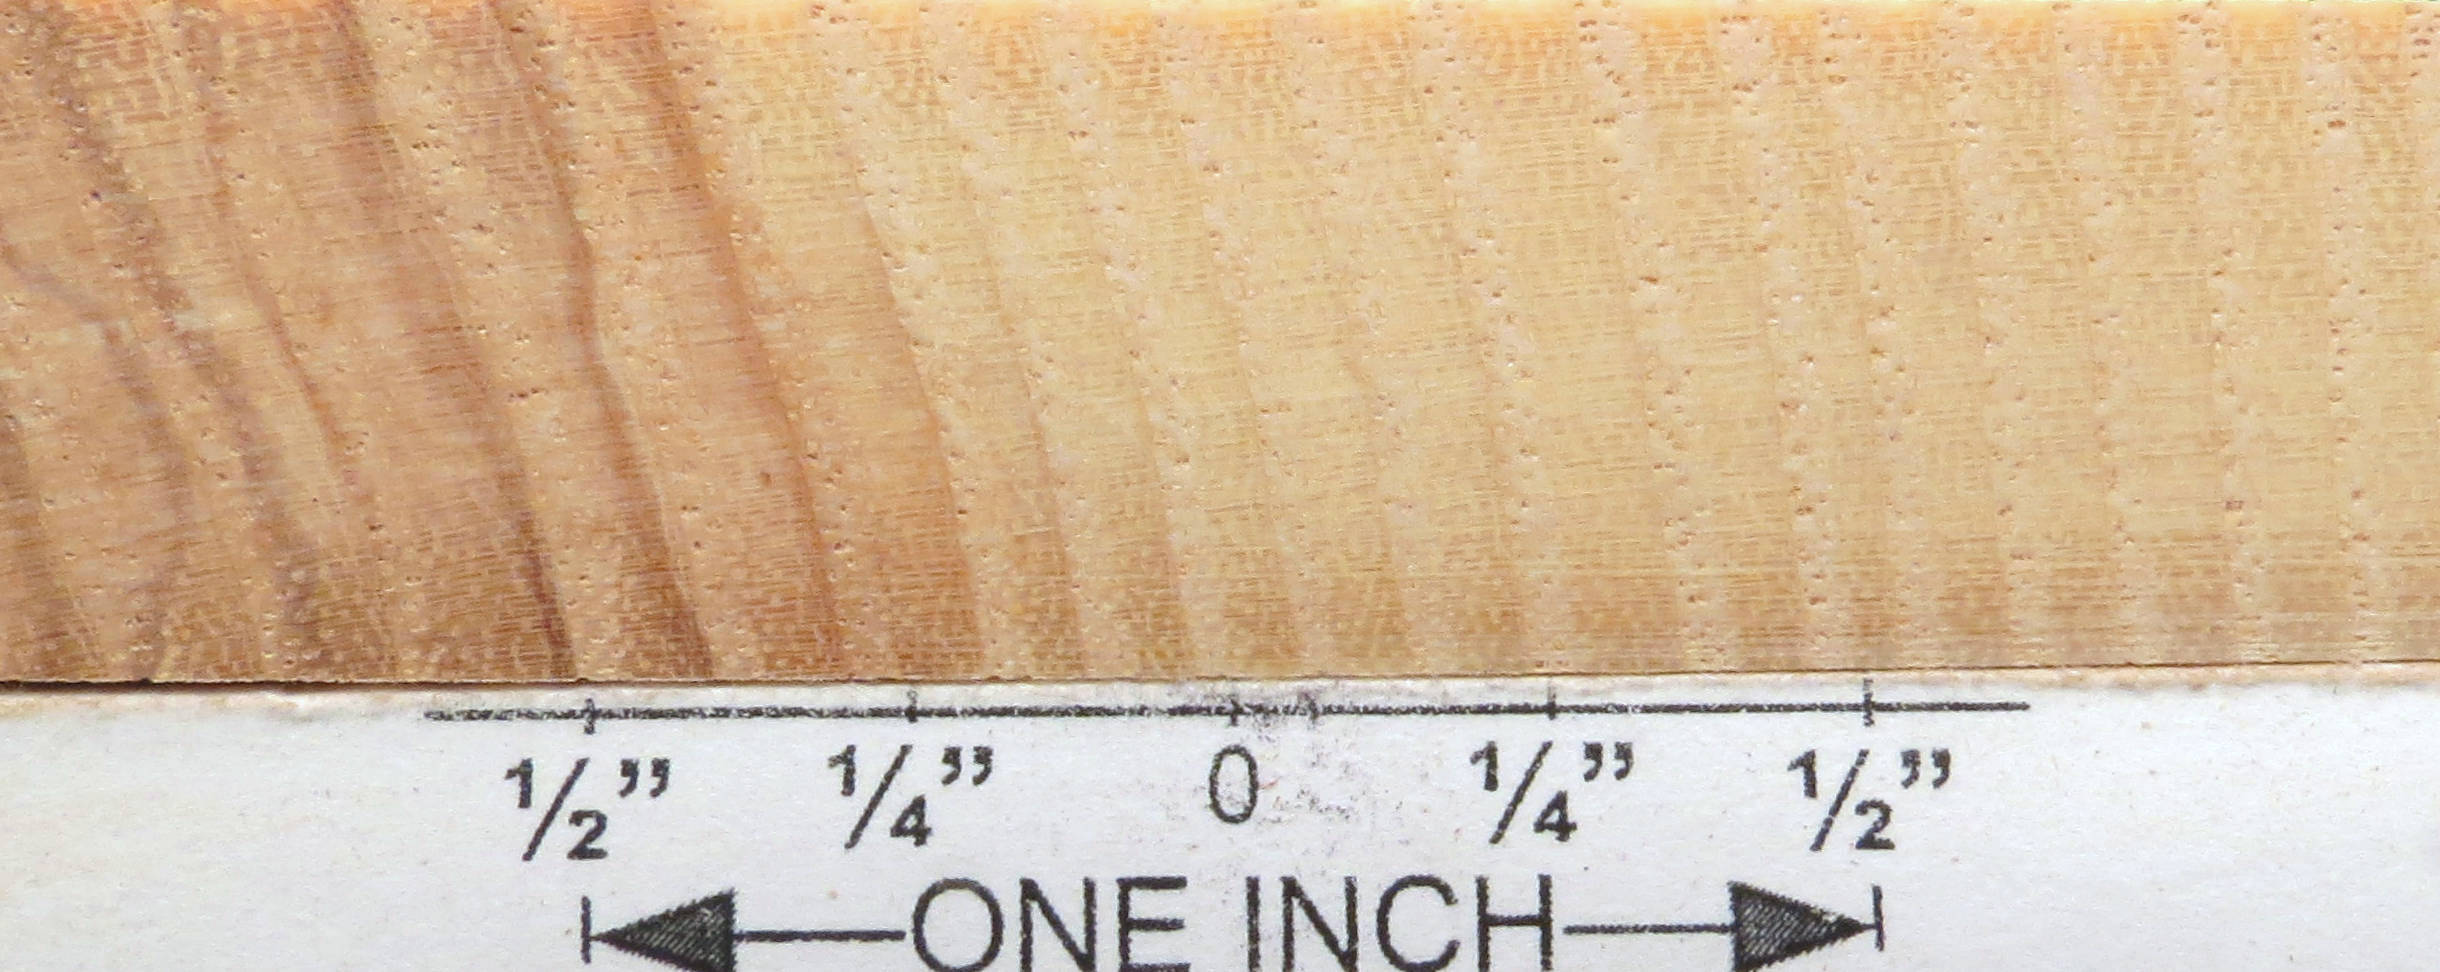 ½” ¼” 0 ¼” ½”
ONE INCH